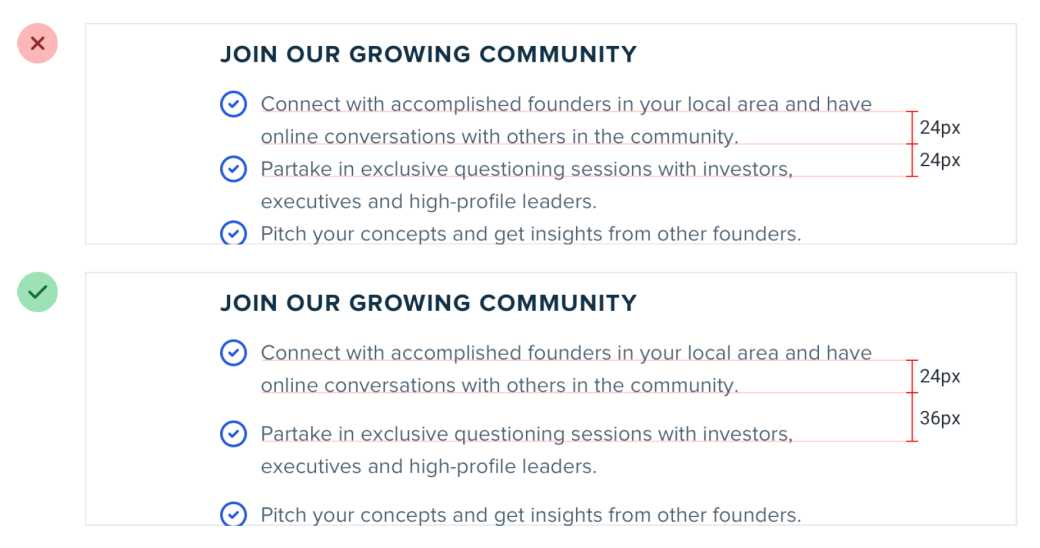 JOIN OUR GROWING COMMUNITY
Connect with accomplished founders in your local area and have
online conversations with others in the community.
24px
Partake in exclusive questioning sessions with investors,
24px
executives and high-profile leaders.
Pitch your concepts and get insights from other founders.
JOIN OUR GROWING COMMUNITY
Connect with accomplished founders in your local area and have
online conversations with others in the community.
24px
Partake in exclusive questioning sessions with investors,
36px
executives and high-profile leaders.
Pitch your concepts and get insights from other founders.